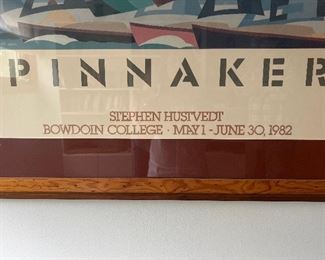 PINNAKER
STEPHEN HUSTVEDT
BOWDOIN COLLEGE · MAY 1 - JUNE 30, 1982